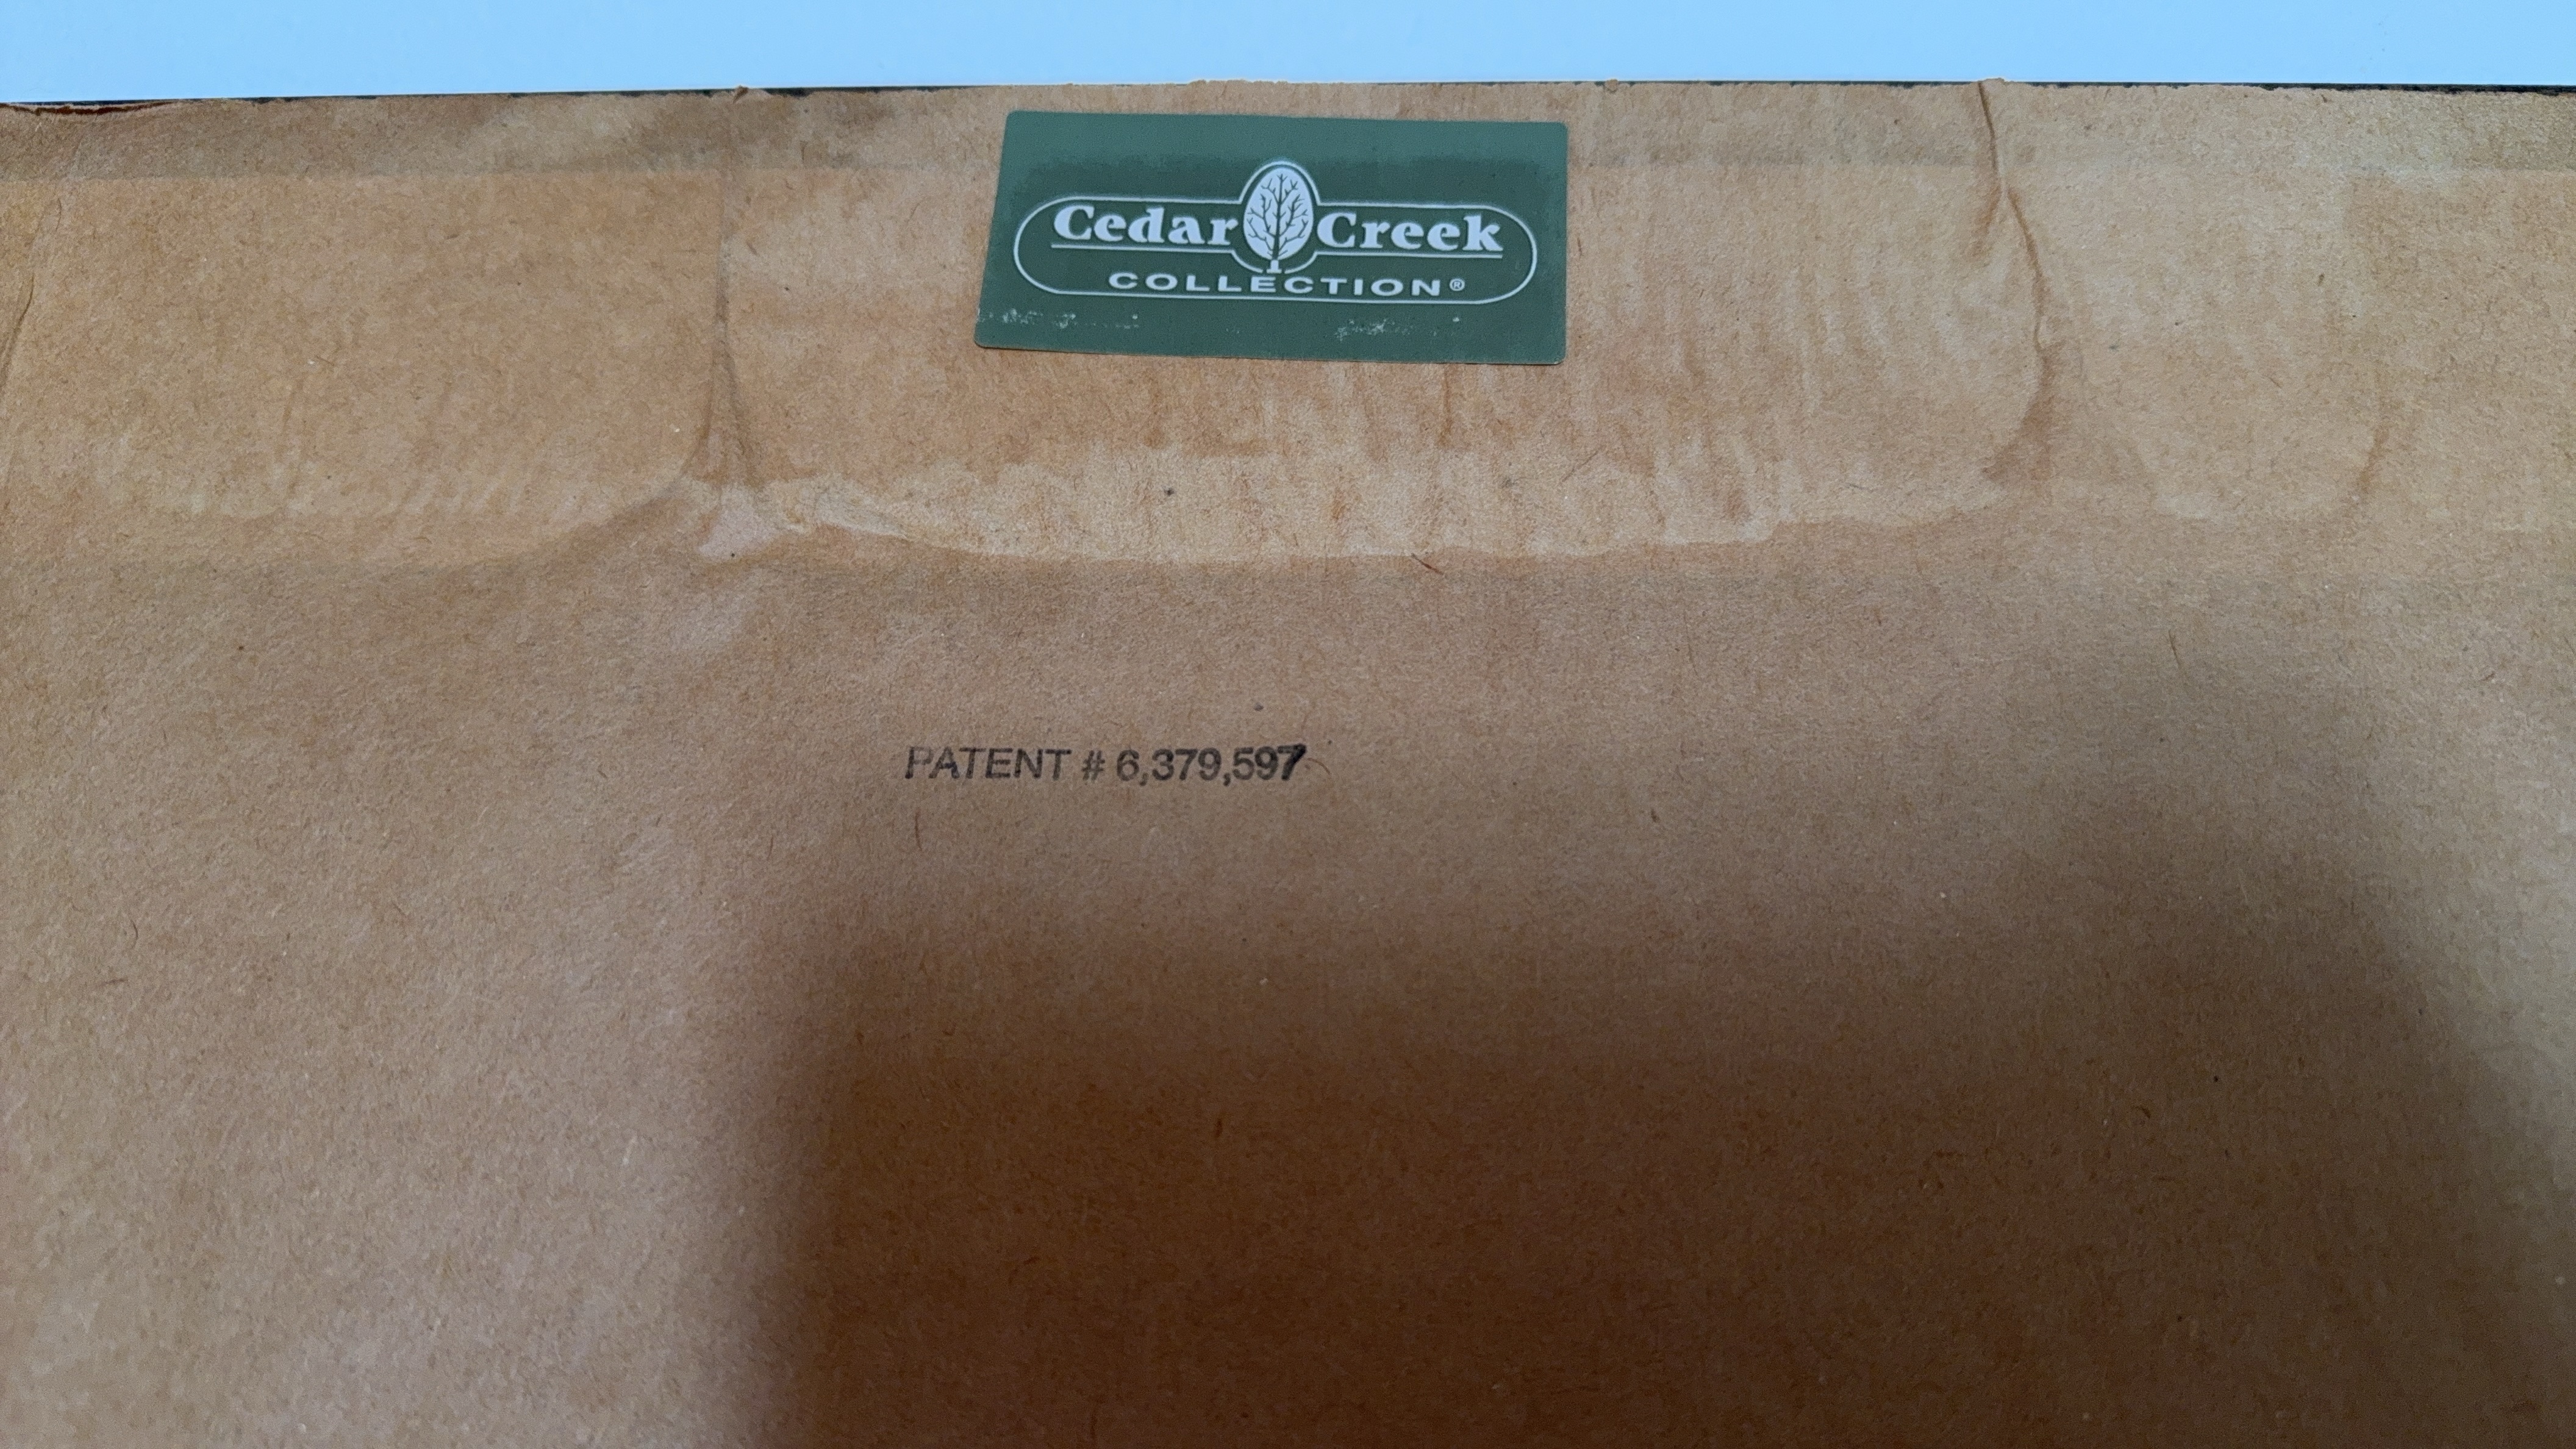 Cedar Creek
COLLECTION®
PATENT # 6,379,597